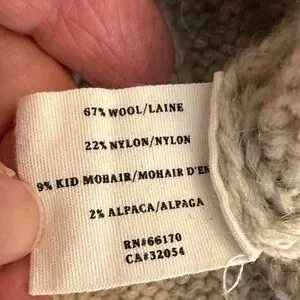 67% WOOL/LAINE
22% NYLON/NYLON
9% KID MOHAIR/MOHAIR D'EN
2% ALPACA/ALPAGA
RN#66170
CA#32054